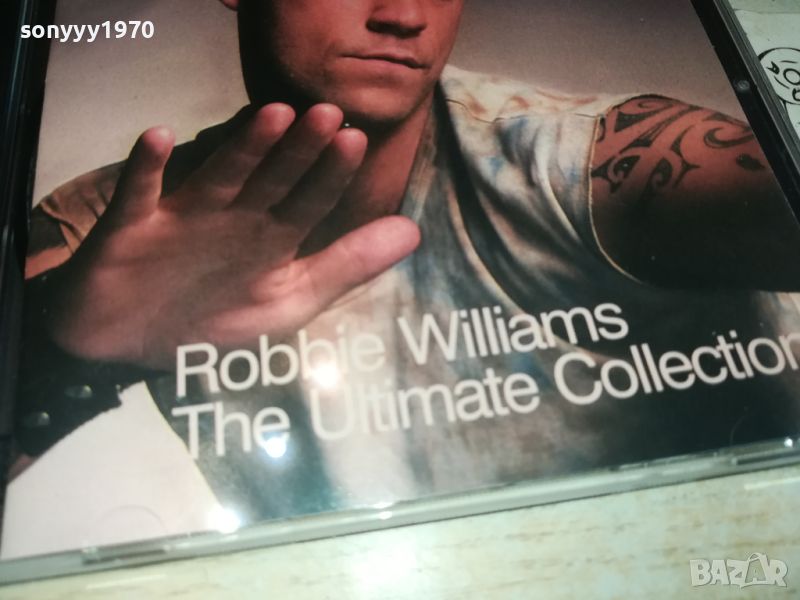 sonyyy1970
Robbie Williams
The Ultimate Collection
BAZAR